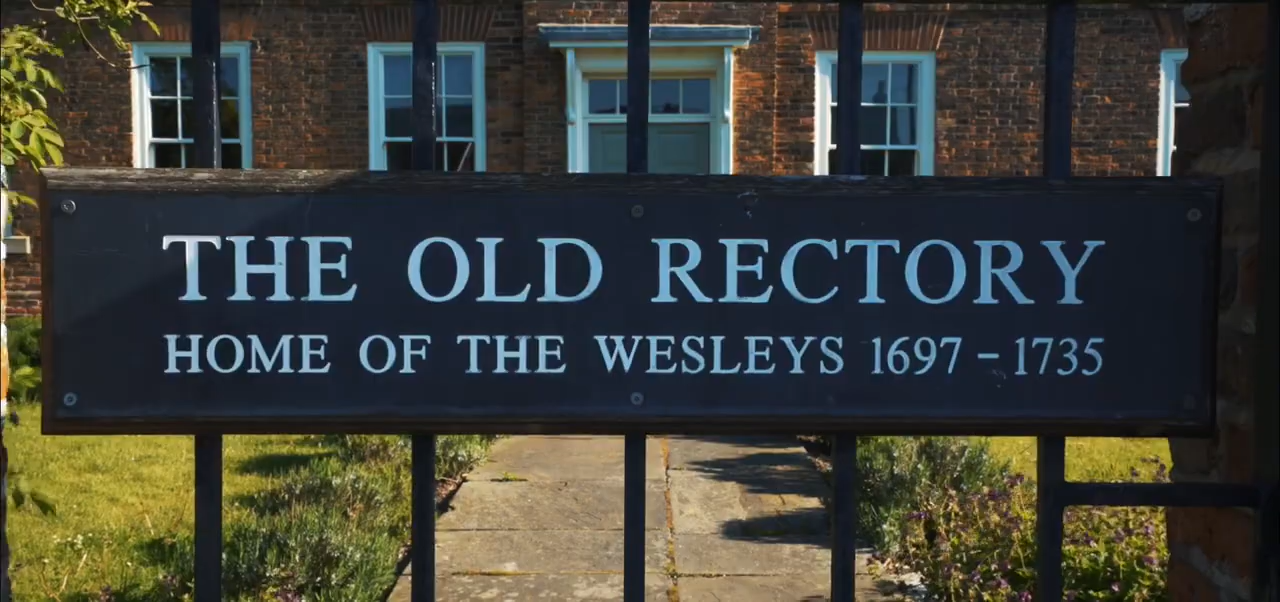 THE OLD RECTORY
HOME OF THE WESLEYS 1697 – 1735